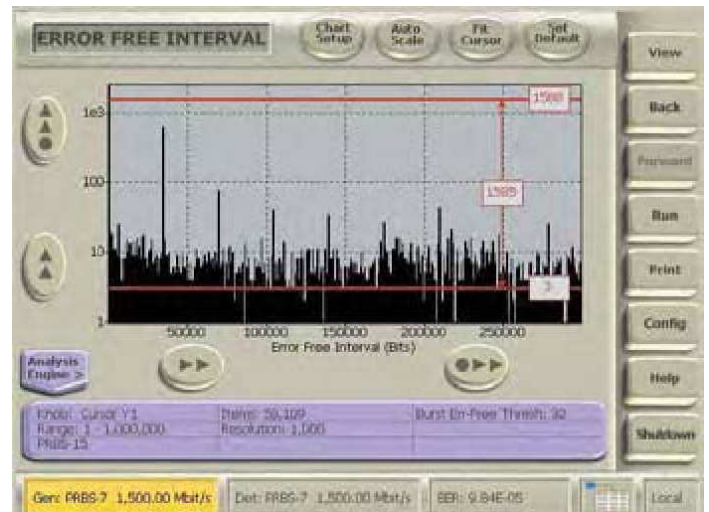 ERROR FREE INTERVAL
Chart Setup
Auto Scale
Fit Cursor
Set Default
View
Back
Forward
Run
Print
Config
Help
Shutdown
1e3
100
10
1
1588
1585
3
50000 100000 150000 200000 250000
Error Free Interval (Bits)
Analysis Engine >
Knob: Cursor Y1
Range: 1 - 1,000,000
PRBS-15
Items: 59,109
Resolution: 1,000
Burst Err-Free Thresh: 32
Gen: PRBS-7 1,500.00 Mbit/s
Det: PRBS-7 1,500.00 Mbit/s
BER: 9.84E-05
Local